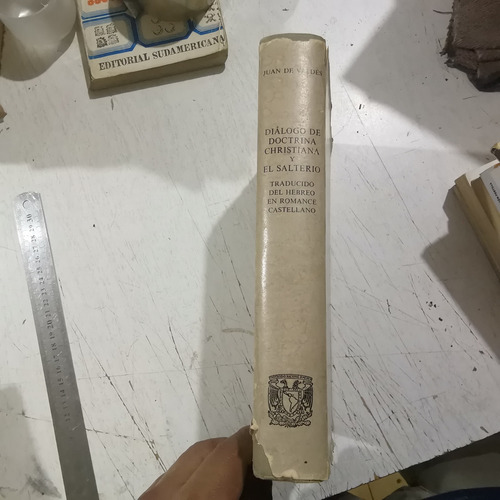 EDITORIAL SUDAMERICANA
JUAN DE VALDÉS
DIÁLOGO DE
DOCTRINA
CHRISTIANA
Y
EL SALTERIO
TRADUCIDO
DEL HEBREO
EN ROMANCE
CASTELLANO